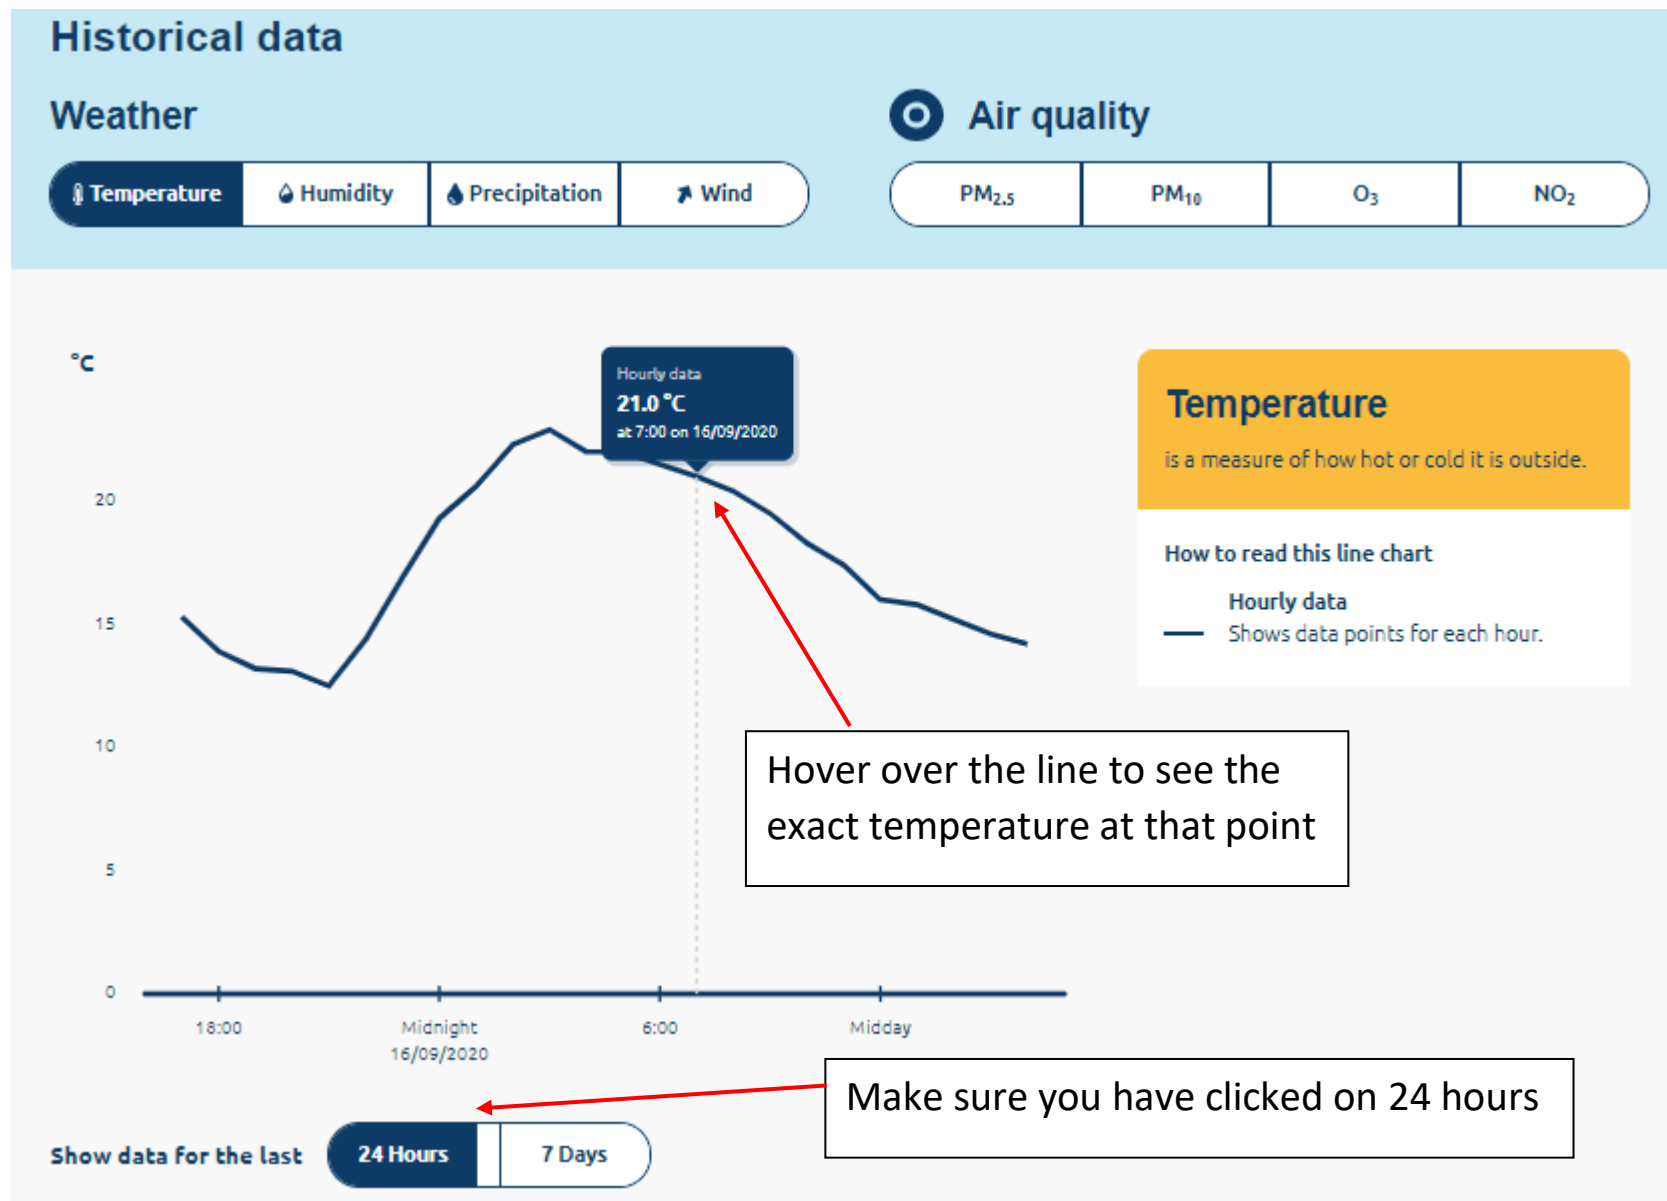 Historical data
Weather
Temperature
Humidity
Precipitation
Wind
Air quality
PM2.5
PM10
O3
NO2
°C
20
15
10
5
0
Hourly data
21.0 °C
at 7:00 on 16/09/2020
18:00
Midnight
16/09/2020
6:00
Midday
Temperature
is a measure of how hot or cold it is outside.
How to read this line chart
Hourly data
Shows data points for each hour.
Hover over the line to see the
exact temperature at that point
Make sure you have clicked on 24 hours
Show data for the last
24 Hours
7 Days